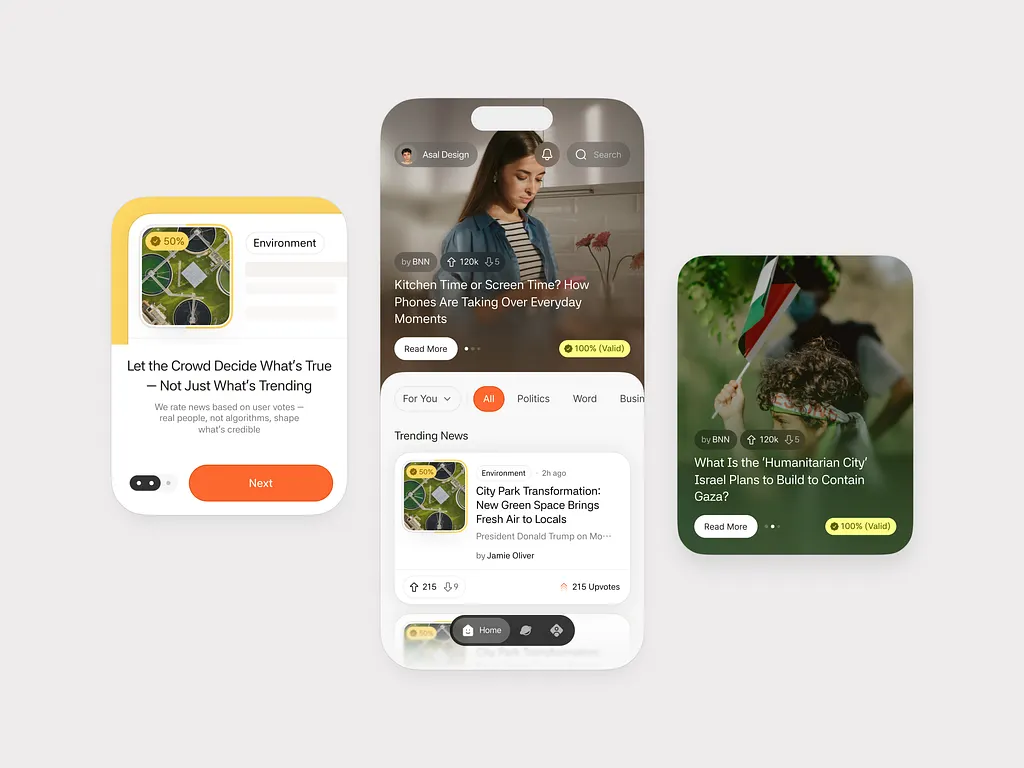 50%
Environment
Let the Crowd Decide What's True
— Not Just What's Trending
We rate news based on user votes —
real people, not algorithms, shape
what's credible
Next
Asal Design
Search
by BNN
120k
5
Kitchen Time or Screen Time? How
Phones Are Taking Over Everyday
Moments
Read More
100% (Valid)
For You
All
Politics
Word
Busin
Trending News
50%
Environment
· 2h ago
City Park Transformation:
New Green Space Brings
Fresh Air to Locals
President Donald Trump on Mo···
by Jamie Oliver
215
9
215 Upvotes
50%
City Park Transformation:
Home
by BNN
120k
5
What Is the 'Humanitarian City'
Israel Plans to Build to Contain
Gaza?
Read More
100% (Valid)